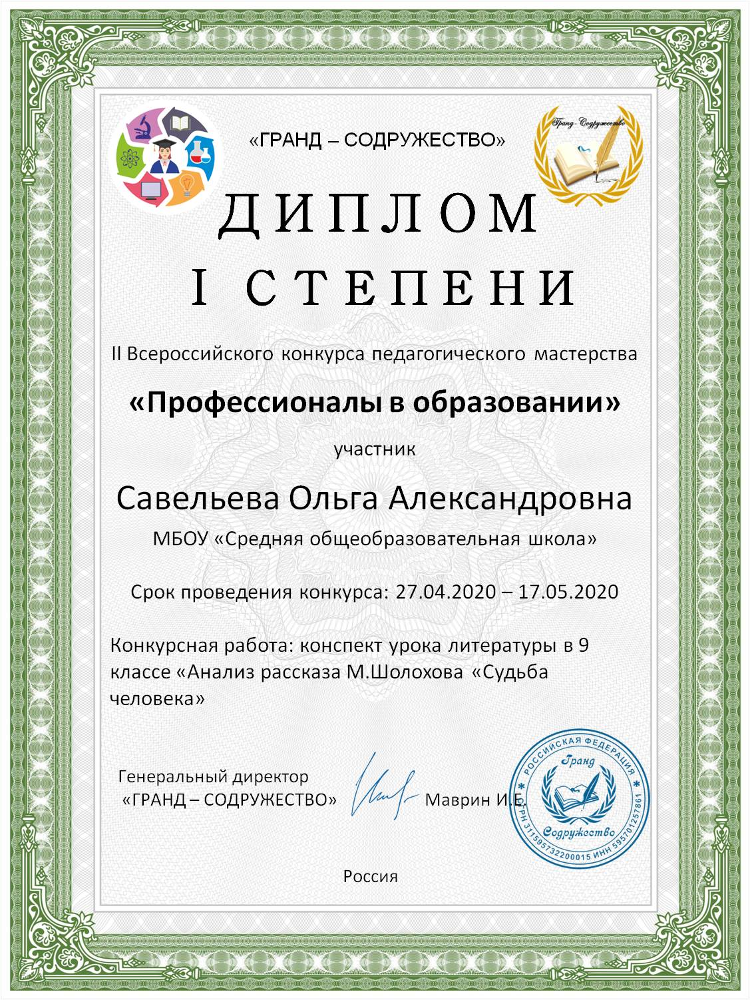 «ГРАНД – СОДРУЖЕСТВО»
Гранд-Содружество
ДИПЛОМ
I СТЕПЕНИ
II Всероссийского конкурса педагогического мастерства
«Профессионалы в образовании»
участник
Савельева Ольга Александровна
МБОУ «Средняя общеобразовательная школа»
Срок проведения конкурса: 27.04.2020 – 17.05.2020
Конкурсная работа: конспект урока литературы в 9
классе «Анализ рассказа М.Шолохова «Судьба
человека»
Генеральный директор
«ГРАНД – СОДРУЖЕСТВО»
Маврин И.Е.
* РОССИЙСКАЯ ФЕДЕРАЦИЯ *
Гранд
Содружество
ОГРН 311595732200015 ИНН 595701257861
Россия